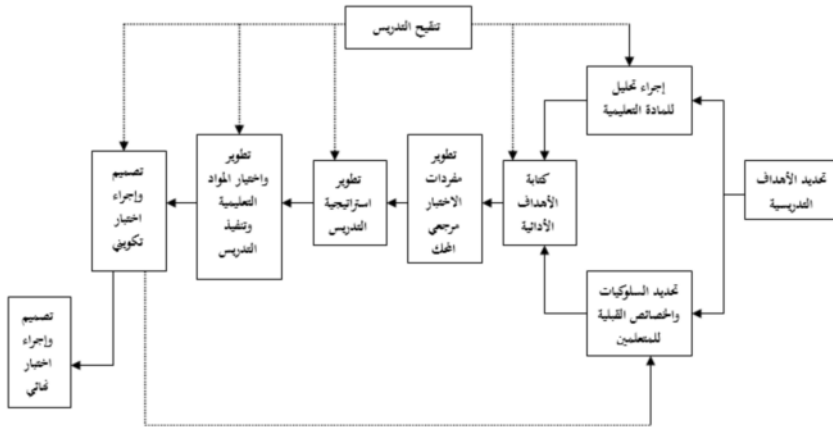 تنقيح التدريس
إجراء تحليل
للمادة التعليمية
تحديد الأهداف
التدريسية
تحديد السلوكيات
والخصائص القبلية
للمتعلمين
كتابة
الأهداف
الأدائية
تطوير
مفردات
الاختبار
مرجعي
المحك
تطوير
استراتيجية
التدريس
تطوير
واختيار المواد
التعليمية
وتنفيذ
التدريس
تصميم
وإجراء
اختبار
تكويني
تصميم
وإجراء
اختبار
نهائي